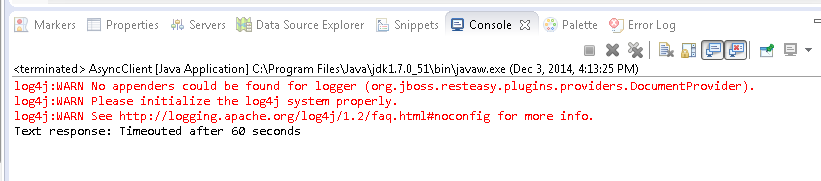 Markers Properties Servers Data Source Explorer Snippets Console Palette Error Log
<terminated> AsyncClient [Java Application] C:\Program Files\Java\jdk1.7.0_51\bin\javaw.exe (Dec 3, 2014, 4:13:25 PM)
log4j:WARN No appenders could be found for logger (org.jboss.resteasy.plugins.providers.DocumentProvider).
log4j:WARN Please initialize the log4j system properly.
log4j:WARN See http://logging.apache.org/log4j/1.2/faq.html#noconfig for more info.
Text response: Timeouted after 60 seconds